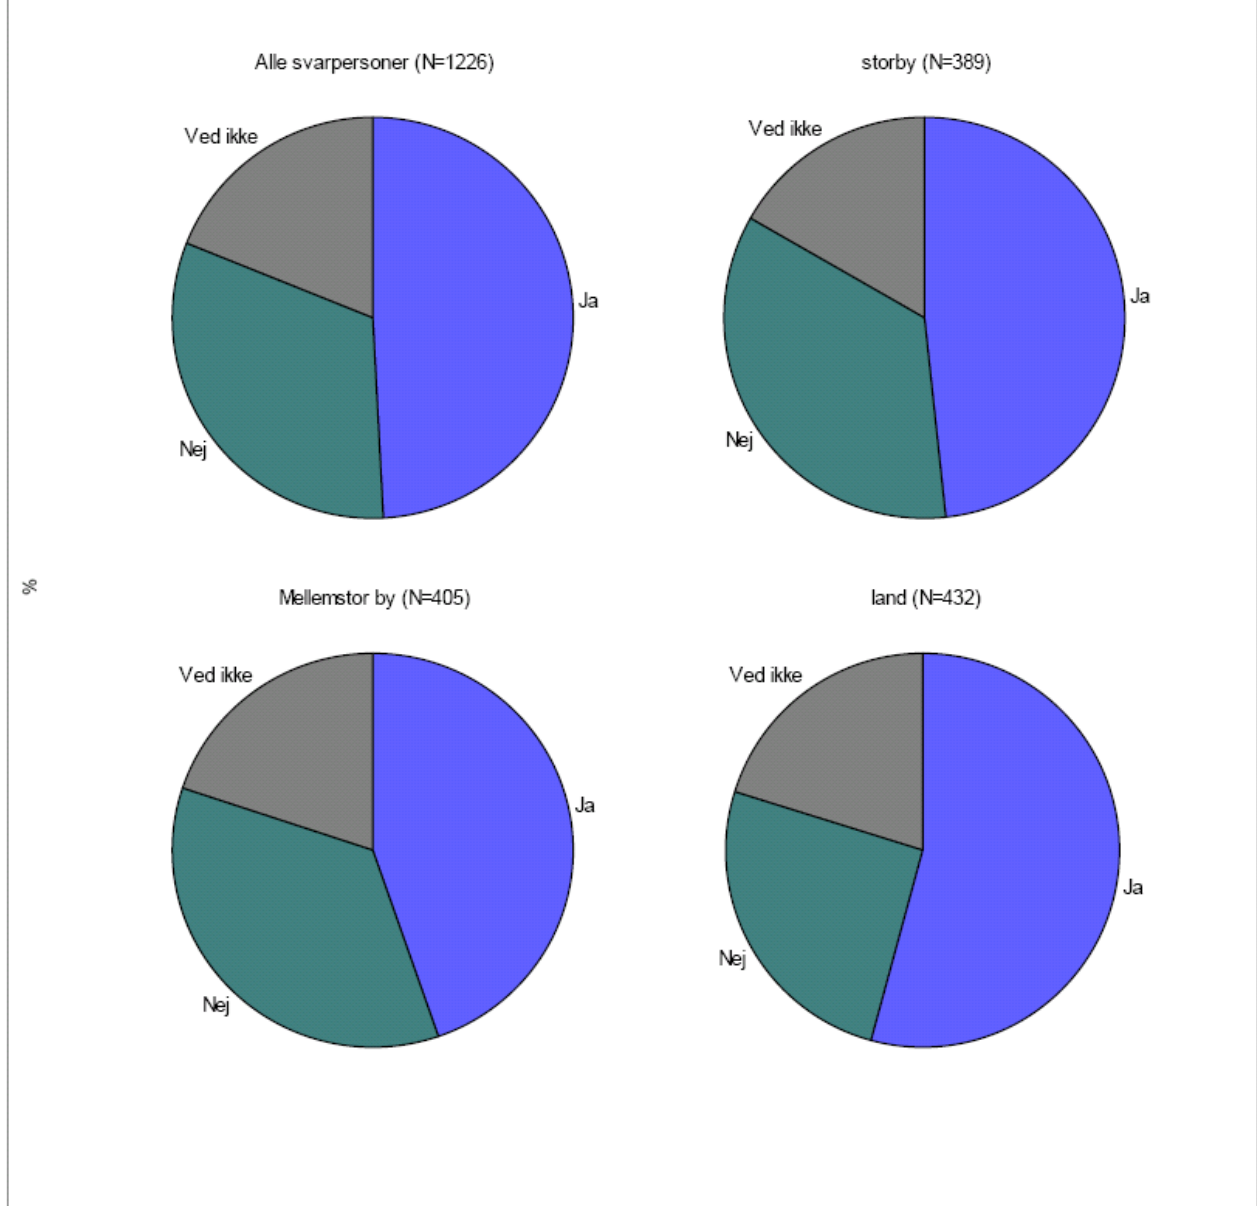 Alle svarpersoner (N=1226)
storby (N=389)
Ved ikke
Ja
Nej
Ved ikke
Ja
Nej
%
Mellemstor by (N=405)
land (N=432)
Ved ikke
Ja
Nej
Ved ikke
Ja
Nej